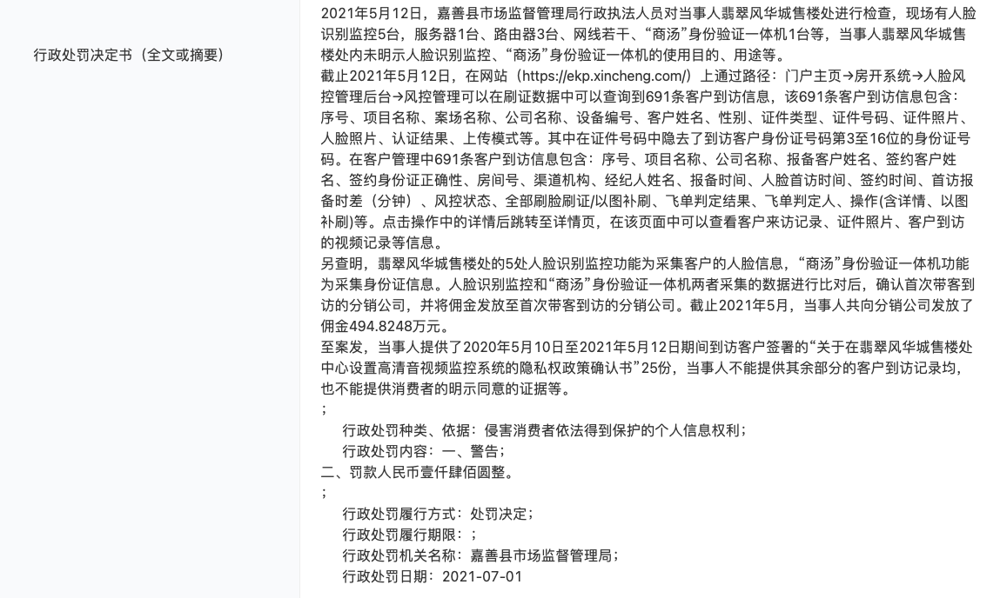 行政处罚决定书（全文或摘要）
2021年5月12日，嘉善县市场监督管理局行政执法人员对当事人翡翠风华城售楼处进行检查，现场有人脸
识别监控5台，服务器1台、路由器3台、网线若干、“商汤”身份验证一体机1台等，当事人翡翠风华城售
楼处内未明示人脸识别监控、“商汤”身份验证一体机的使用目的、用途等。
截止2021年5月12日，在网站（https://ekp.xincheng.com/）上通过路径：门户主页→房开系统→人脸风
控管理后台→风控管理可以在刷证数据中可以查询到691条客户到访信息，该691条客户到访信息包含：
序号、项目名称、案场名称、公司名称、设备编号、客户姓名、性别、证件类型、证件号码、证件照片、
人脸照片、认证结果、上传模式等。其中在证件号码中隐去了到访客户身份证号码第3至16位的身份证号
码。在客户管理中691条客户到访信息包含：序号、项目名称、公司名称、报备客户姓名、签约客户姓
名、签约身份证正确性、房间号、渠道机构、经纪人姓名、报备时间、人脸首访时间、签约时间、首访报
备时差（分钟）、风控状态、全部刷脸刷证/以图补刷、飞单判定结果、飞单判定人、操作(含详情、以图
补刷)等。点击操作中的详情后跳转至详情页，在该页面中可以查看客户来访记录、证件照片、客户到访
的视频记录等信息。
另查明，翡翠风华城售楼处的5处人脸识别监控功能为采集客户的人脸信息，“商汤”身份验证一体机功能
为采集身份证信息。人脸识别监控和“商汤”身份验证一体机两者采集的数据进行比对后，确认首次带客到
访的分销公司，并将佣金发放至首次带客到访的分销公司。截止2021年5月，当事人共向分销公司发放了
佣金494.8248万元。
至案发，当事人提供了2020年5月10日至2021年5月12日期间到访客户签署的“关于在翡翠风华城售楼处
中心设置高清音视频监控系统的隐私权政策确认书”25份，当事人不能提供其余部分的客户到访记录均，
也不能提供消费者的明示同意的证据等。
；
行政处罚种类、依据：侵害消费者依法得到保护的个人信息权利；
行政处罚内容：一、警告；
二、罚款人民币壹仟肆佰圆整。
；
行政处罚履行方式：处罚决定；
行政处罚履行期限：；
行政处罚机关名称：嘉善县市场监督管理局；
行政处罚日期：2021-07-01